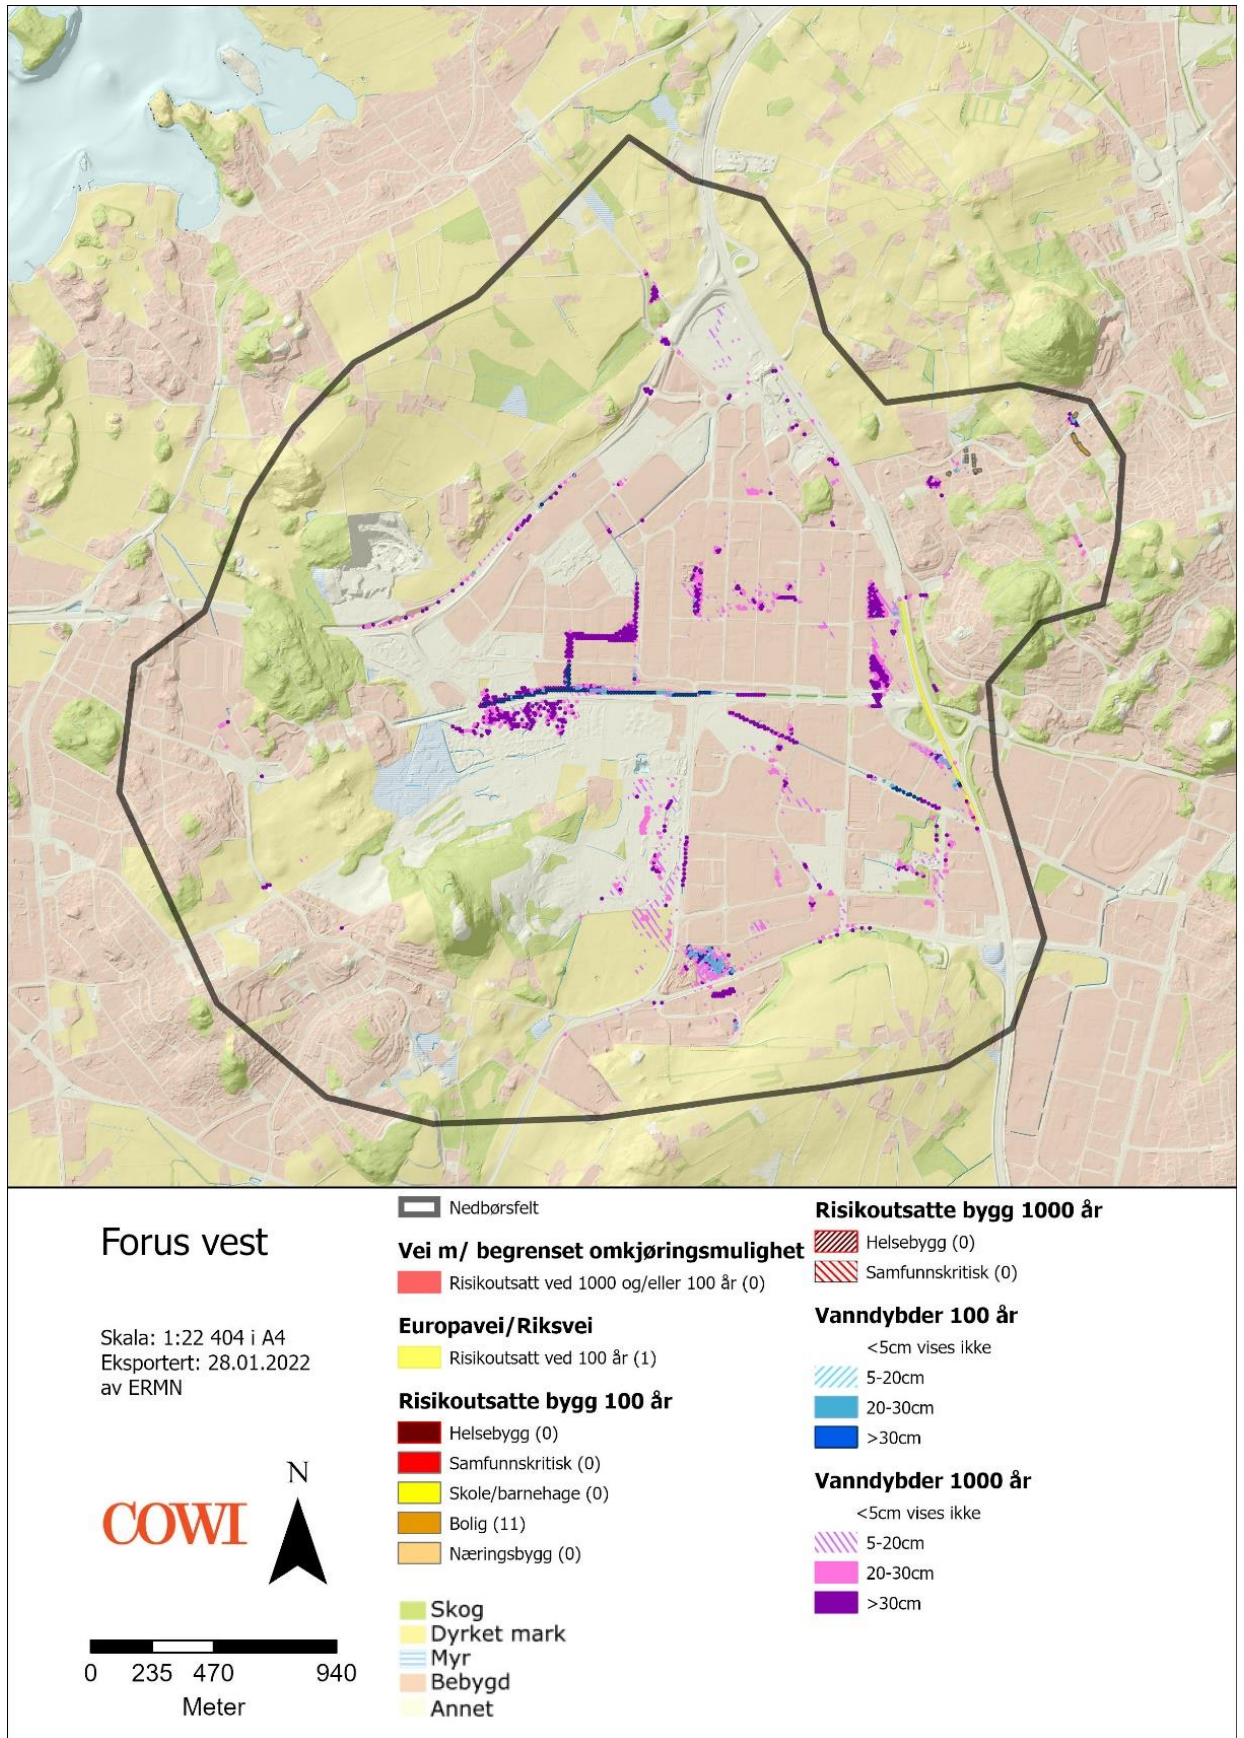 Forus vest
Skala: 1:22 404 i A4
Eksportert: 28.01.2022
av ERMN
COWI
N
0 235 470 940
Meter
Nedbørsfelt
Vei m/ begrenset omkjøringsmulighet
Risikoutsatt ved 1000 og/eller 100 år (0)
Europavei/Riksvei
Risikoutsatt ved 100 år (1)
Risikoutsatte bygg 100 år
Helsebygg (0)
Samfunnskritisk (0)
Skole/barnehage (0)
Bolig (11)
Næringsbygg (0)
Skog
Dyrket mark
Myr
Bebygd
Annet
Risikoutsatte bygg 1000 år
Helsebygg (0)
Samfunnskritisk (0)
Vanndybder 100 år
<5cm vises ikke
5-20cm
20-30cm
>30cm
Vanndybder 1000 år
<5cm vises ikke
5-20cm
20-30cm
>30cm